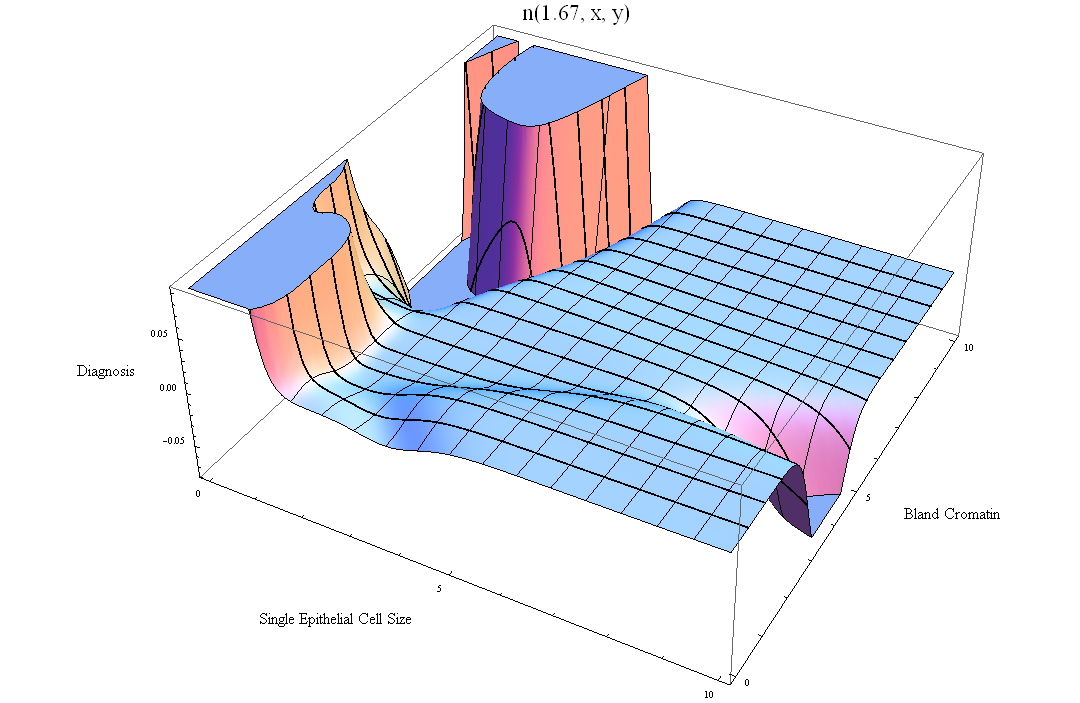 n(1.67, x, y)
0.05
Diagnosis
0.00
-0.05
0
10
5
Bland Cromatin
5
Single Epithelial Cell Size
0
10